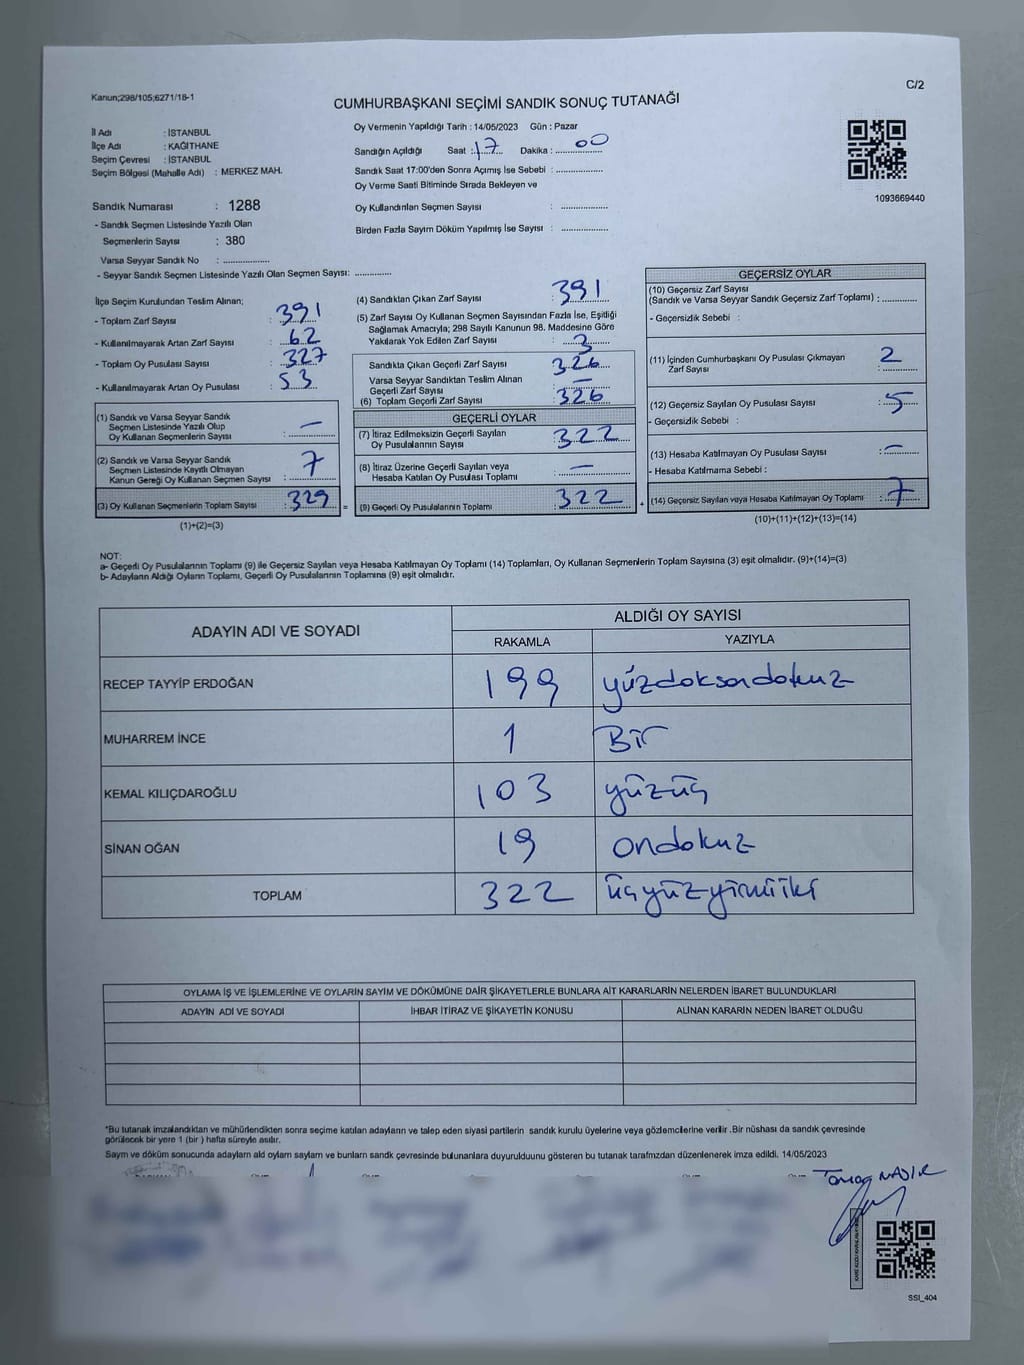 Kanun;298/105;6271/18-1
C/2
CUMHURBAŞKANI SEÇİMİ SANDIK SONUÇ TUTANAĞI
İl Adı : İSTANBUL
İlçe Adı : KAĞITHANE
Seçim Çevresi : İSTANBUL
Seçim Bölgesi (Mahalle Adı) : MERKEZ MAH.
Sandık Numarası : 1288
- Sandık Seçmen Listesinde Yazılı Olan
Seçmenlerin Sayısı : 380
Varsa Seyyar Sandık No : ..................
- Seyyar Sandık Seçmen Listesinde Yazılı Olan Seçmen Sayısı: ..............
Oy Vermenin Yapıldığı Tarih : 14/05/2023 Gün : Pazar
Sandığın Açıldığı Saat : 17 Dakika : 00
Sandık Saat 17:00'den Sonra Açımış İse Sebebi : ..................
Oy Verme Saati Bitiminde Sırada Bekleyen ve
Oy Kullandırılan Seçmen Sayısı : ..................
Birden Fazla Sayım Döküm Yapılmış İse Sayısı : ..................
1093669440
İlçe Seçim Kurulundan Teslim Alınan;
- Toplam Zarf Sayısı : 391
- Kullanılmayarak Artan Zarf Sayısı : 62
- Toplam Oy Pusulası Sayısı : 327
- Kullanılmayarak Artan Oy Pusulası : 53
(1) Sandık ve Varsa Seyyar Sandık
Seçmen Listesinde Yazılı Olup
Oy Kullanan Seçmenlerin Sayısı : —
(2) Sandık ve Varsa Seyyar Sandık
Seçmen Listesinde Kayıtlı Olmayan
Kanun Gereği Oy Kullanan Seçmen Sayısı : 7
(3) Oy Kullanan Seçmenlerin Toplam Sayısı : 329 =
(1)+(2)=(3)
(4) Sandıktan Çıkan Zarf Sayısı : 391
(5) Zarf Sayısı Oy Kullanan Seçmen Sayısından Fazla İse, Eşitliği
Sağlamak Amacıyla; 298 Sayılı Kanunun 98. Maddesine Göre
Yakılarak Yok Edilen Zarf Sayısı : 3
Sandıkta Çıkan Geçerli Zarf Sayısı : 326
Varsa Seyyar Sandıktan Teslim Alınan
Geçerli Zarf Sayısı : —
(6) Toplam Geçerli Zarf Sayısı : 326
GEÇERLİ OYLAR
(7) İtiraz Edilmeksizin Geçerli Sayılan
Oy Pusulalarının Sayısı : 322
(8) İtiraz Üzerine Geçerli Sayılan veya
Hesaba Katılan Oy Pusulası Toplamı : —
(9) Geçerli Oy Pusulalarının Toplamı : 322 +
GEÇERSİZ OYLAR
(10) Geçersiz Zarf Sayısı
(Sandık ve Varsa Seyyar Sandık Geçersiz Zarf Toplamı) : .............
- Geçersizlik Sebebi :
(11) İçinden Cumhurbaşkanı Oy Pusulası Çıkmayan
Zarf Sayısı : 2
(12) Geçersiz Sayılan Oy Pusulası Sayısı : 5
- Geçersizlik Sebebi :
(13) Hesaba Katılmayan Oy Pusulası Sayısı : —
- Hesaba Katılmama Sebebi :
(14) Geçersiz Sayılan veya Hesaba Katılmayan Oy Toplamı : 7
(10)+(11)+(12)+(13)=(14)
NOT:
a- Geçerli Oy Pusulalarının Toplamı (9) ile Geçersiz Sayılan veya Hesaba Katılmayan Oy Toplamı (14) Toplamları, Oy Kullanan Seçmenlerin Toplam Sayısına (3) eşit olmalıdır. (9)+(14)=(3)
b- Adayların Aldığı Oyların Toplamı, Geçerli Oy Pusulalarının Toplamına (9) eşit olmalıdır.
ADAYIN ADI VE SOYADI
ALDIĞI OY SAYISI
RAKAMLA YAZIYLA
RECEP TAYYİP ERDOĞAN 199 yüzdoksandokuz
MUHARREM İNCE 1 Bir
KEMAL KILIÇDAROĞLU 103 yüzüç
SİNAN OĞAN 19 ondokuz
TOPLAM 322 üçyüzyirmiiki
OYLAMA İŞ VE İŞLEMLERİNE VE OYLARIN SAYIM VE DÖKÜMÜNE DAİR ŞİKAYETLERLE BUNLARA AİT KARARLARIN NELERDEN İBARET BULUNDUKLARI
ADAYIN ADI VE SOYADI İHBAR İTİRAZ VE ŞİKAYETİN KONUSU ALINAN KARARIN NEDEN İBARET OLDUĞU
*Bu tutanak imzalandıktan ve mühürlendikten sonra seçime katılan adayların ve talep eden siyasi partilerin sandık kurulu üyelerine veya gözlemcilerine verilir .Bir nüshası da sandık çevresinde
görülecek bir yere 1 (bir ) hafta süreyle asılır.
Sayım ve döküm sonucunda adayların ald oyların sayların ve bunların sandk çevresinde bulunanlara duyurulduunu gösteren bu tutanak tarafmzdan düzenlenerek imza edildi. 14/05/2023
SSI_404